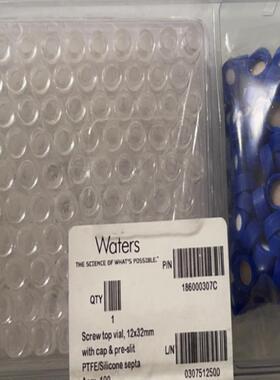 Waters
THE SCIENCE OF WHAT'S POSSIBLE.
P/N
186000307C
QTY
1
Screw top vial, 12x32mm
with cap & pre-slit
PTFE/Silicone septa
L/N
0307512500
100